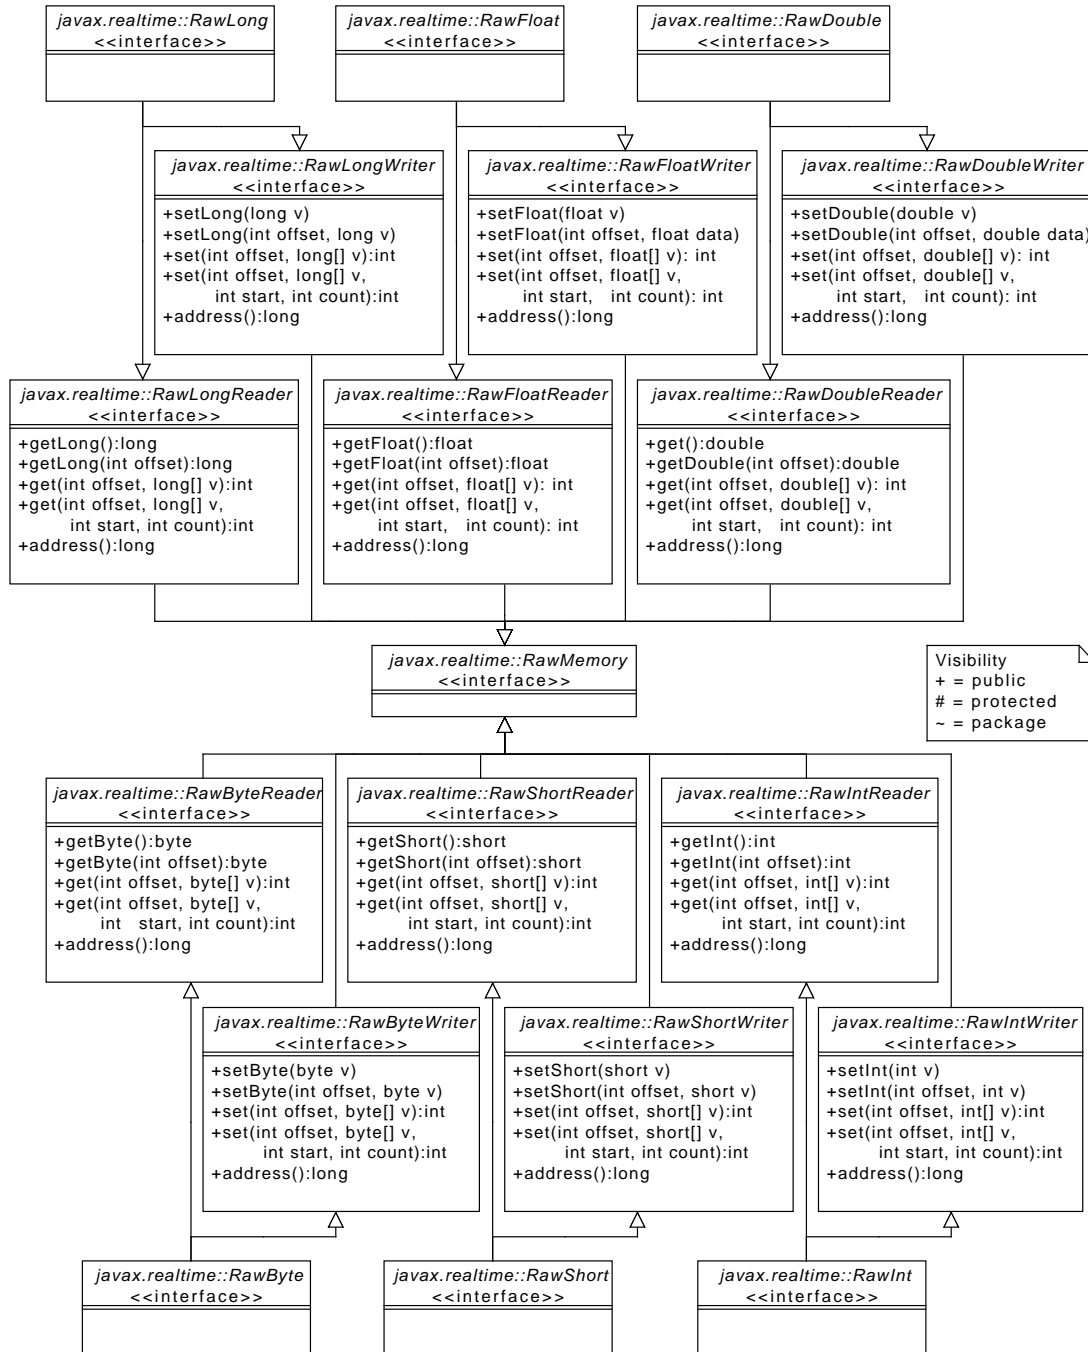 javax.realtime::RawLong
<<interface>>
javax.realtime::RawFloat
<<interface>>
javax.realtime::RawDouble
<<interface>>
javax.realtime::RawLongWriter
<<interface>>
+setLong(long v)
+setLong(int offset, long v)
+set(int offset, long[] v):int
+set(int offset, long[] v,
int start, int count):int
+address():long
javax.realtime::RawFloatWriter
<<interface>>
+setFloat(float v)
+setFloat(int offset, float data)
+set(int offset, float[] v): int
+set(int offset, float[] v,
int start, int count): int
+address():long
javax.realtime::RawDoubleWriter
<<interface>>
+setDouble(double v)
+setDouble(int offset, double data)
+set(int offset, double[] v): int
+set(int offset, double[] v,
int start, int count): int
+address():long
javax.realtime::RawLongReader
<<interface>>
+getLong():long
+getLong(int offset):long
+get(int offset, long[] v):int
+get(int offset, long[] v,
int start, int count):int
+address():long
javax.realtime::RawFloatReader
<<interface>>
+getFloat():float
+getFloat(int offset):float
+get(int offset, float[] v): int
+get(int offset, float[] v,
int start, int count): int
+address():long
javax.realtime::RawDoubleReader
<<interface>>
+get():double
+getDouble(int offset):double
+get(int offset, double[] v): int
+get(int offset, double[] v,
int start, int count): int
+address():long
javax.realtime::RawMemory
<<interface>>
Visibility
+ = public
# = protected
~ = package
javax.realtime::RawByteReader
<<interface>>
+getByte():byte
+getByte(int offset):byte
+get(int offset, byte[] v):int
+get(int offset, byte[] v,
int start, int count):int
+address():long
javax.realtime::RawShortReader
<<interface>>
+getShort():short
+getShort(int offset):short
+get(int offset, short[] v):int
+get(int offset, short[] v,
int start, int count):int
+address():long
javax.realtime::RawIntReader
<<interface>>
+getInt():int
+getInt(int offset):int
+get(int offset, int[] v):int
+get(int offset, int[] v,
int start, int count):int
+address():long
javax.realtime::RawByteWriter
<<interface>>
+setByte(byte v)
+setByte(int offset, byte v)
+set(int offset, byte[] v):int
+set(int offset, byte[] v,
int start, int count):int
+address():long
javax.realtime::RawShortWriter
<<interface>>
+setShort(short v)
+setShort(int offset, short v)
+set(int offset, short[] v):int
+set(int offset, short[] v,
int start, int count):int
+address():long
javax.realtime::RawIntWriter
<<interface>>
+setInt(int v)
+setInt(int offset, int v)
+set(int offset, int[] v):int
+set(int offset, int[] v,
int start, int count):int
+address():long
javax.realtime::RawByte
<<interface>>
javax.realtime::RawShort
<<interface>>
javax.realtime::RawInt
<<interface>>